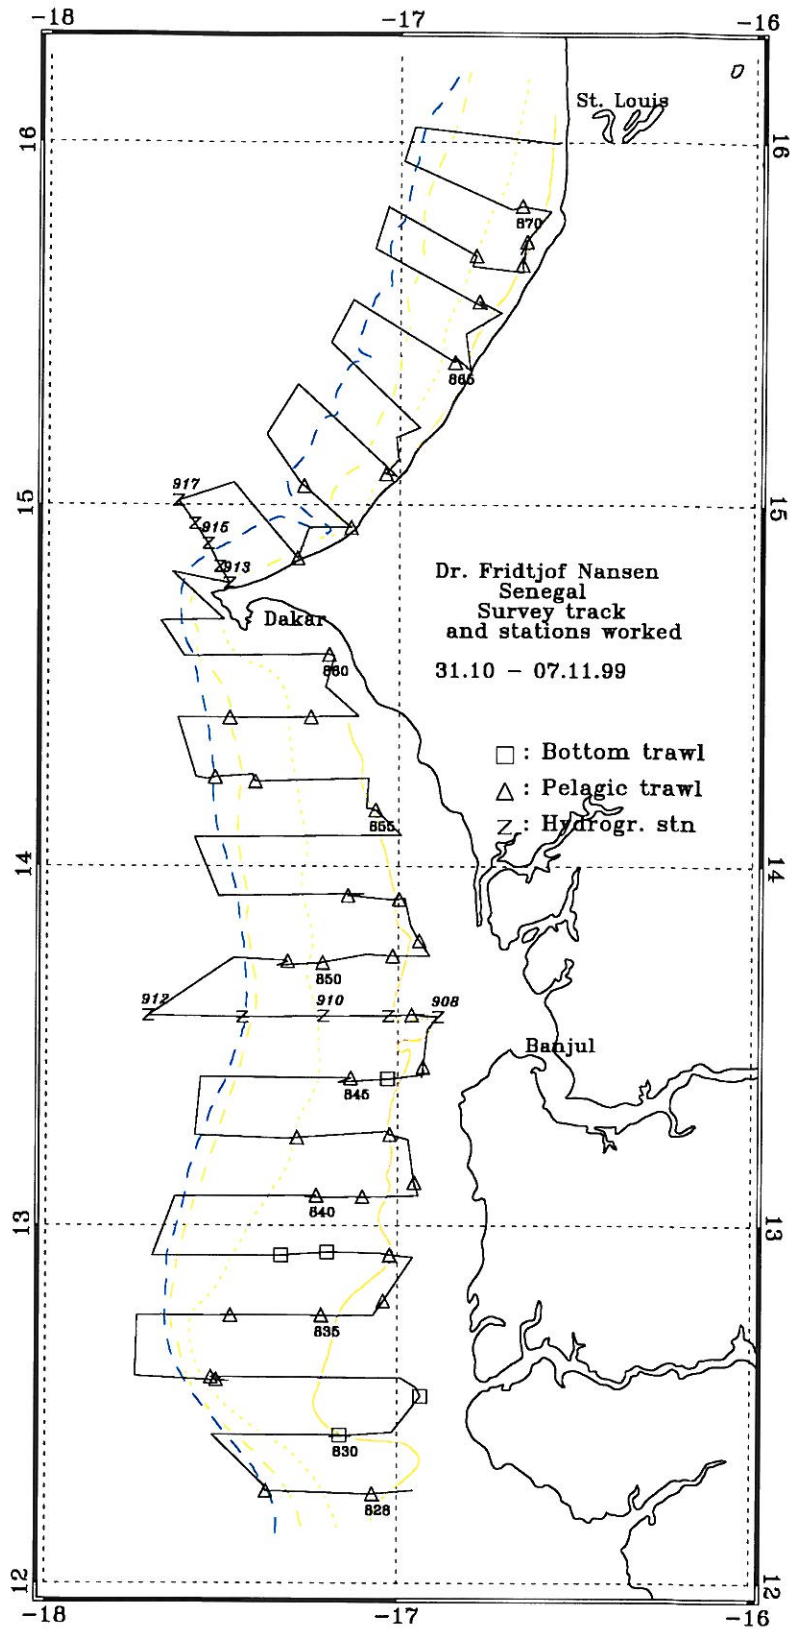 -18
-17
-16
St. Louis
16
16
870
865
917
15
915
15
913
Dr. Fridtjof Nansen
Senegal
Survey track
and stations worked
31.10 - 07.11.99
Dakar
860
□ : Bottom trawl
△ : Pelagic trawl
Z : Hydrogr. stn
855
14
14
850
912
910
908
Banjul
845
840
13
13
835
830
828
12
12
-18
-17
-16